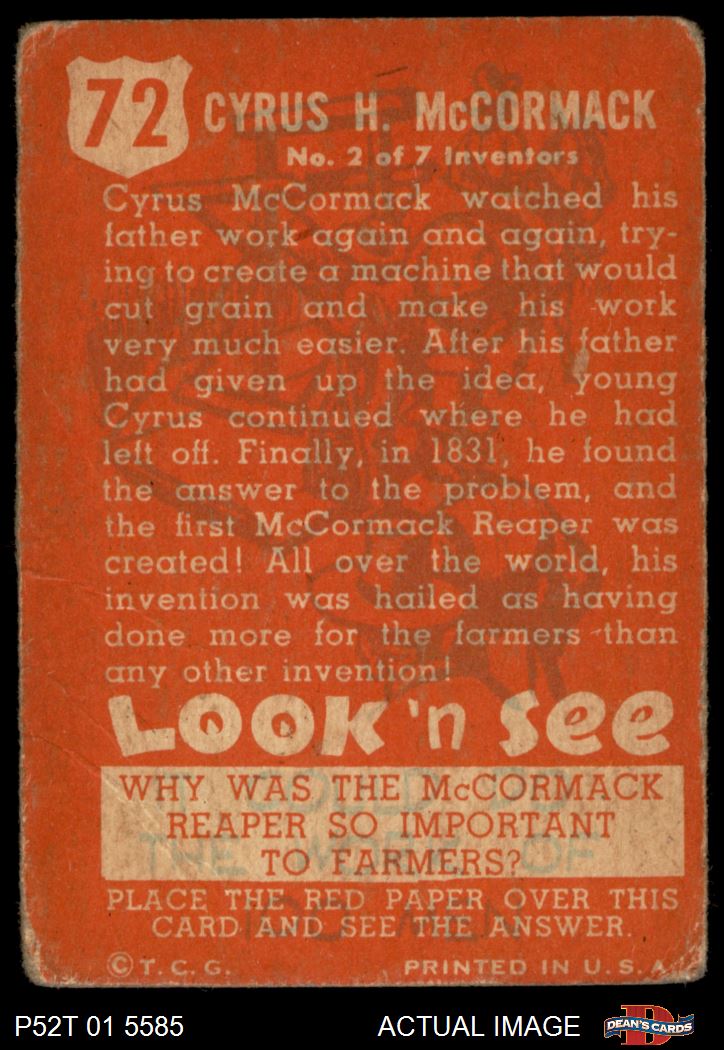 72
CYRUS H. McCORMACK
No. 2 of 7 Inventors
Cyrus McCormack watched his
father work again and again, try-
ing to create a machine that would
cut grain and make his work
very much easier. After his father
had given up the idea, young
Cyrus continued where he had
left off. Finally, in 1831, he found
the answer to the problem, and
the first McCormack Reaper was
created! All over the world, his
invention was hailed as having
done more for the farmers than
any other invention!
LOOK 'n SEE
WHY WAS THE McCORMACK
REAPER SO IMPORTANT
TO FARMERS?
PLACE THE RED PAPER OVER THIS
CARD AND SEE THE ANSWER.
© T. C. G. PRINTED IN U. S. A.
P52T 01 5585 ACTUAL IMAGE DEAN'S CARDS